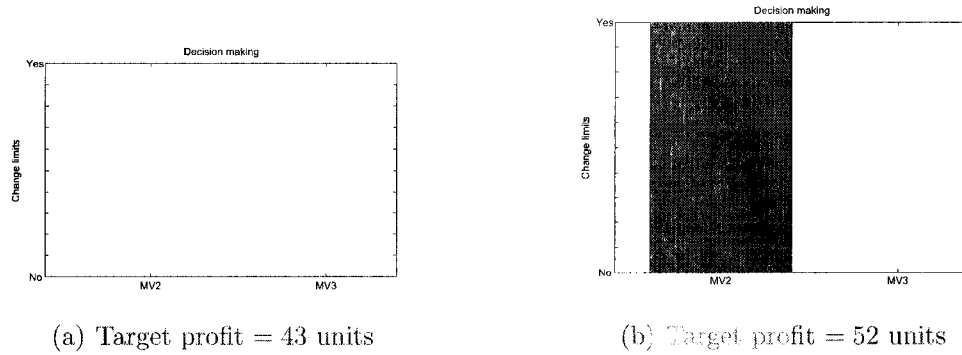 Decision making
Yes
Change limits
No
MV2 MV3
(a) Target profit = 43 units
Decision making
Yes
Change limits
No
MV2 MV3
(b) Target profit = 52 units